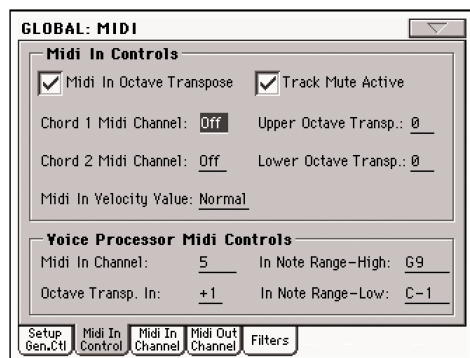 GLOBAL: MIDI
Midi In Controls
Midi In Octave Transpose Track Mute Active
Chord 1 Midi Channel: Off Upper Octave Transp.: 0
Chord 2 Midi Channel: Off Lower Octave Transp.: 0
Midi In Velocity Value: Normal
Voice Processor Midi Controls
Midi In Channel: 5 In Note Range-High: G9
Octave Transp. In: +1 In Note Range-Low: C-1
Setup Gen.Ctl Midi In Control Midi In Channel Midi Out Channel Filters